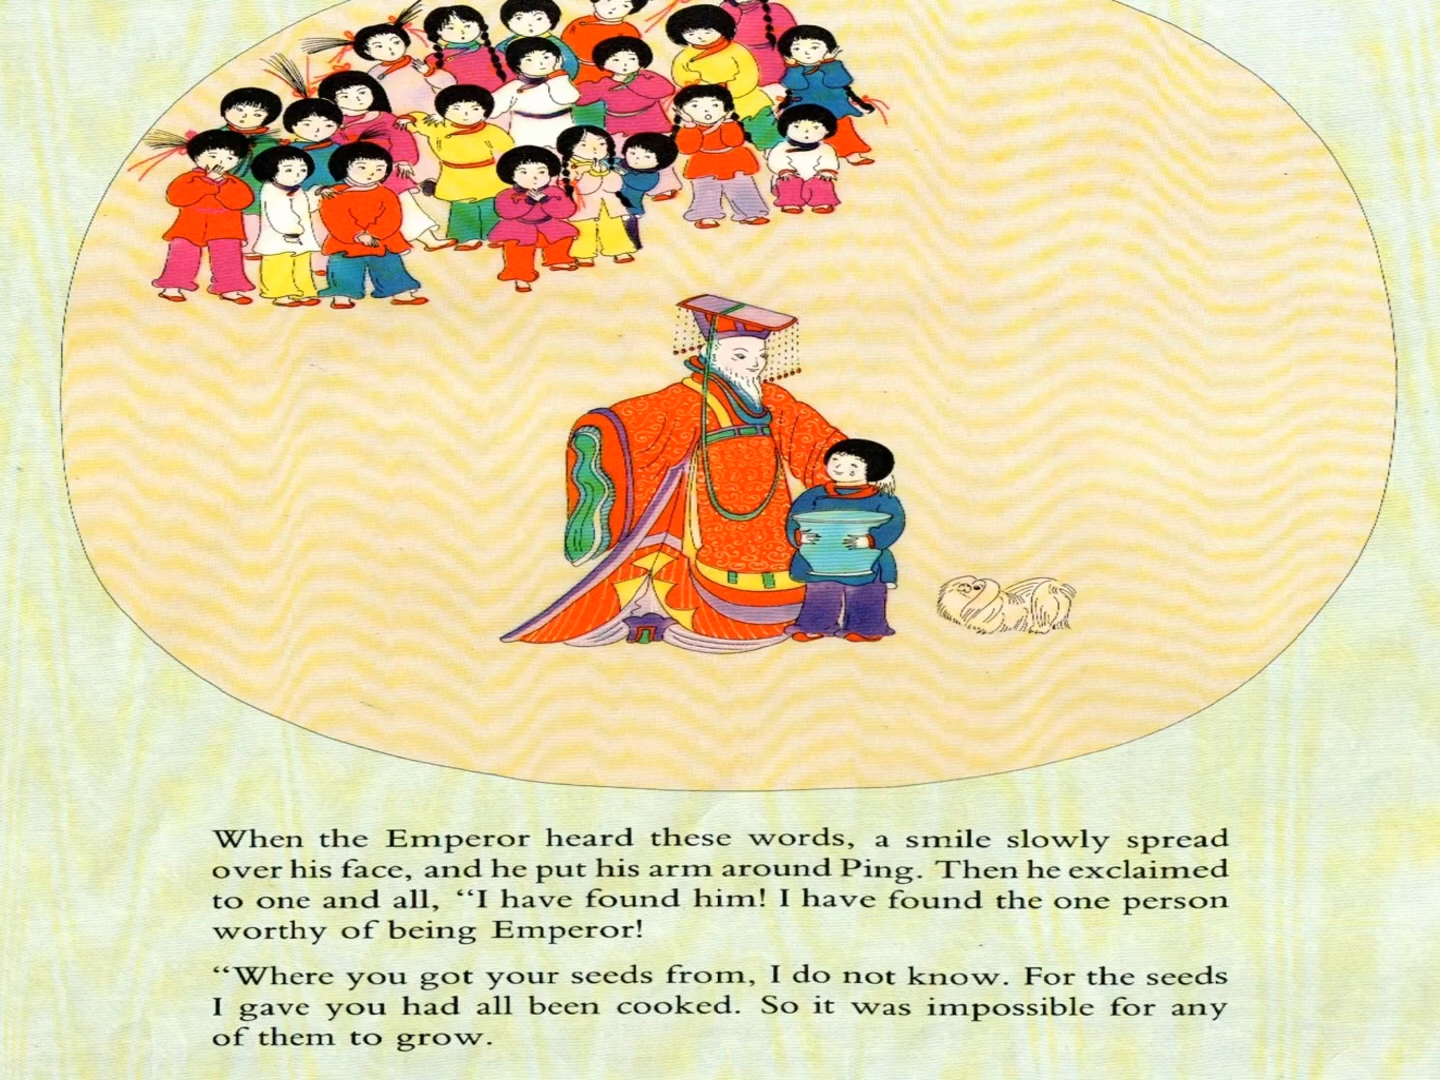 When the Emperor heard these words, a smile slowly spread
over his face, and he put his arm around Ping. Then he exclaimed
to one and all, “I have found him! I have found the one person
worthy of being Emperor!
“Where you got your seeds from, I do not know. For the seeds
I gave you had all been cooked. So it was impossible for any
of them to grow.